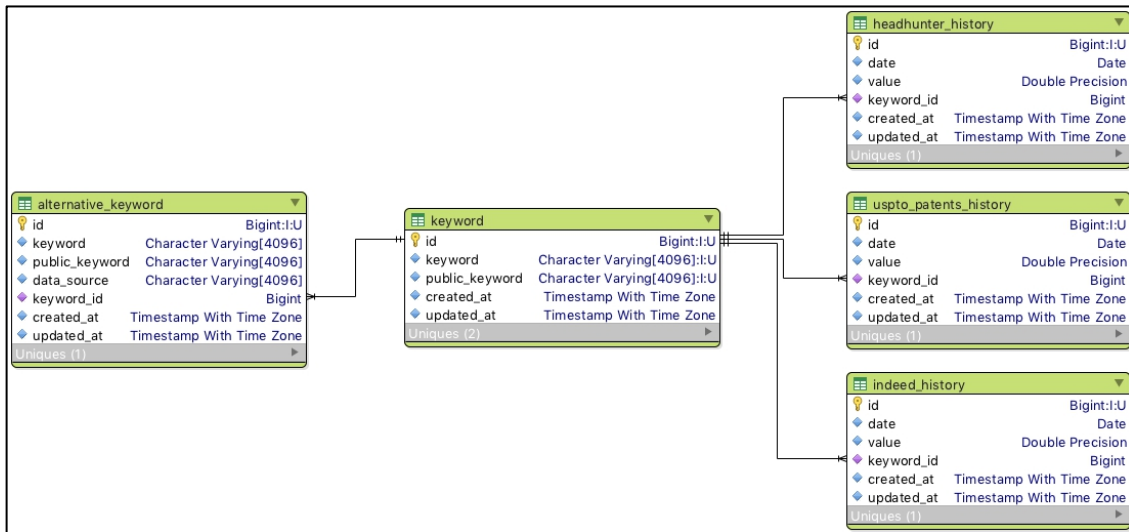 alternative_keyword
id Bigint:I:U
keyword Character Varying[4096]
public_keyword Character Varying[4096]
data_source Character Varying[4096]
keyword_id Bigint
created_at Timestamp With Time Zone
updated_at Timestamp With Time Zone
Uniques (1)
keyword
id Bigint:I:U
keyword Character Varying[4096]:I:U
public_keyword Character Varying[4096]:I:U
created_at Timestamp With Time Zone
updated_at Timestamp With Time Zone
Uniques (2)
headhunter_history
id Bigint:I:U
date Date
value Double Precision
keyword_id Bigint
created_at Timestamp With Time Zone
updated_at Timestamp With Time Zone
Uniques (1)
uspto_patents_history
id Bigint:I:U
date Date
value Double Precision
keyword_id Bigint
created_at Timestamp With Time Zone
updated_at Timestamp With Time Zone
Uniques (1)
indeed_history
id Bigint:I:U
date Date
value Double Precision
keyword_id Bigint
created_at Timestamp With Time Zone
updated_at Timestamp With Time Zone
Uniques (1)